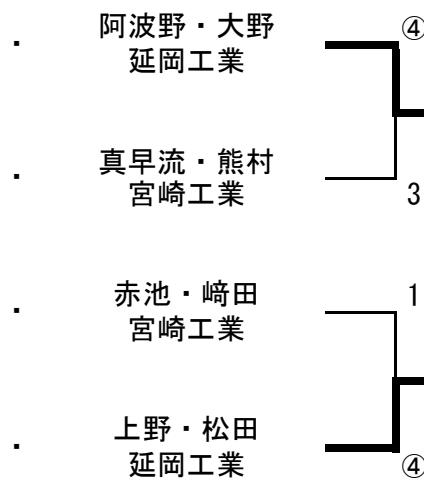 阿波野・大野 ④
延岡工業
真早流・熊村
宮崎工業 3
赤池・﨑田 1
宮崎工業
上野・松田
延岡工業 ④